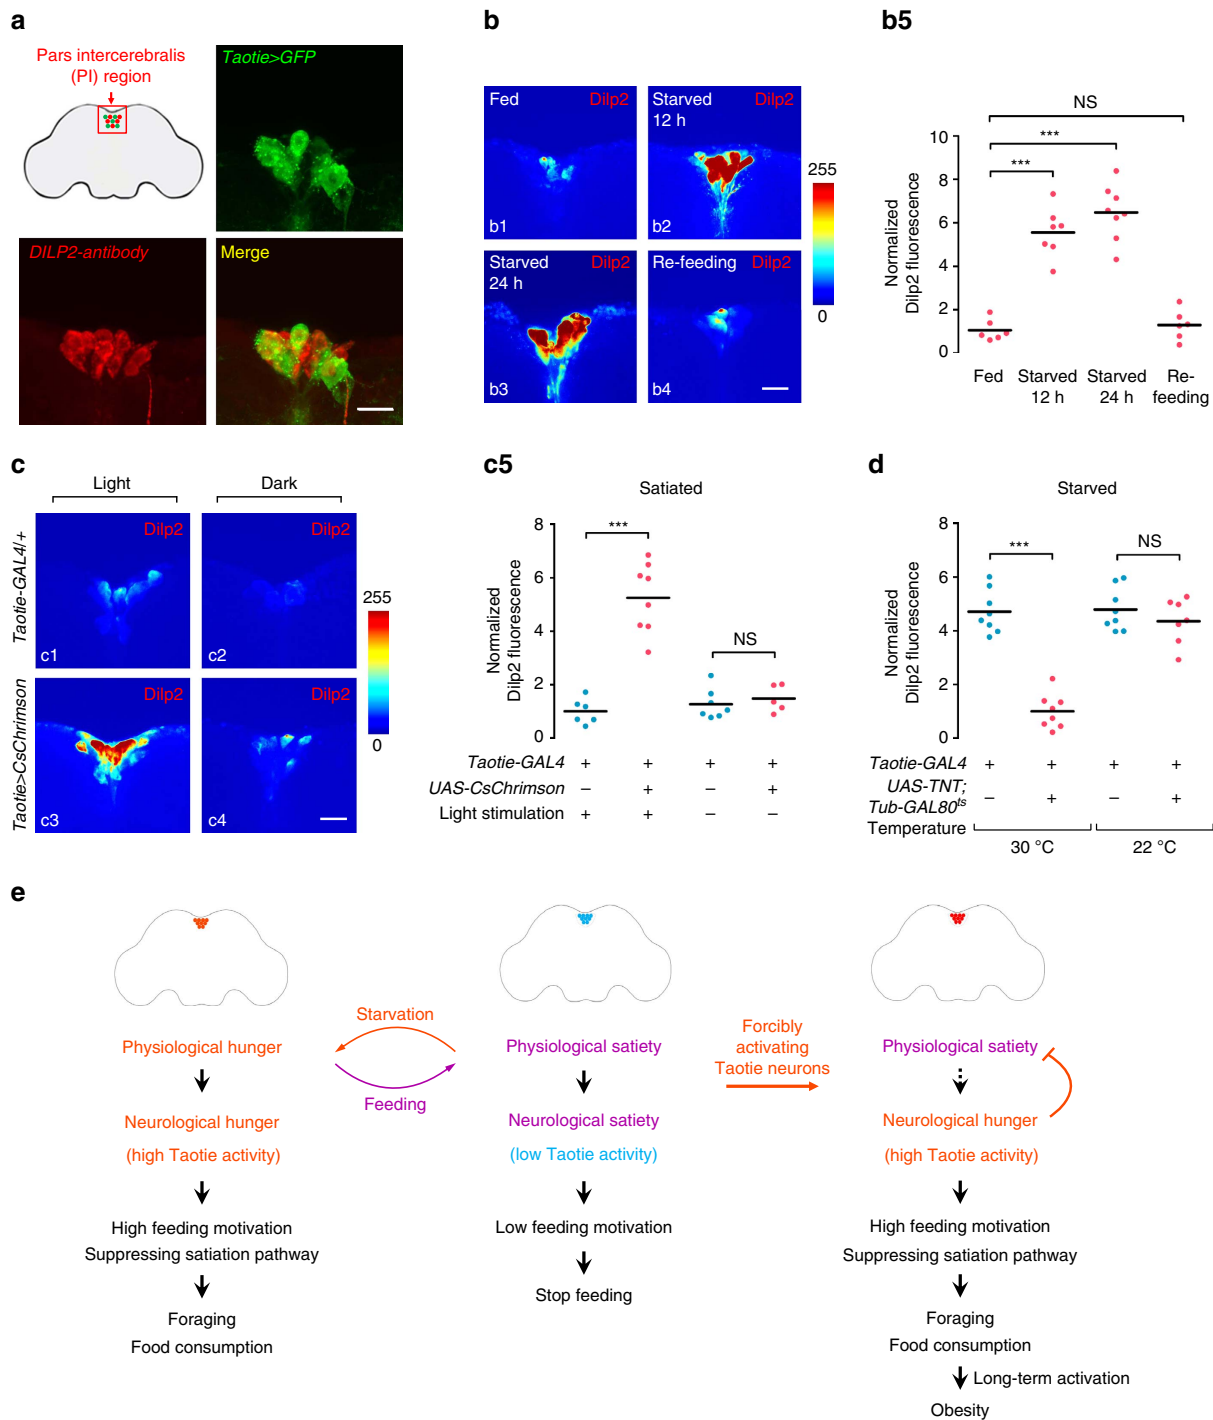 a
Pars intercerebralis
(PI) region
Taotie>GFP
DILP2-antibody
Merge
b
Fed
Dilp2
b1
Starved
12 h
Dilp2
b2
Starved
24 h
Dilp2
b3
Re-feeding
Dilp2
b4
255
0
b5
NS
***
***
Normalized
Dilp2 fluorescence
10
8
6
4
2
0
Fed
Starved
12 h
Starved
24 h
Re-
feeding
c
Light
Dark
Taotie-GAL4/+
Dilp2
c1
Dilp2
c2
Taotie>CsChrimson
Dilp2
c3
Dilp2
c4
255
0
c5
Satiated
Normalized
Dilp2 fluorescence
8
6
4
2
0
***
NS
Taotie-GAL4 + + + +
UAS-CsChrimson – + – +
Light stimulation + + – –
d
Starved
Normalized
Dilp2 fluorescence
8
6
4
2
0
***
NS
Taotie-GAL4 + + + +
UAS-TNT;
Tub-GAL80ts – + – +
Temperature
30 °C
22 °C
e
Physiological hunger
Neurological hunger
(high Taotie activity)
High feeding motivation
Suppressing satiation pathway
Foraging
Food consumption
Starvation
Feeding
Physiological satiety
Neurological satiety
(low Taotie activity)
Low feeding motivation
Stop feeding
Forcibly
activating
Taotie neurons
Physiological satiety
Neurological hunger
(high Taotie activity)
High feeding motivation
Suppressing satiation pathway
Foraging
Food consumption
Long-term activation
Obesity